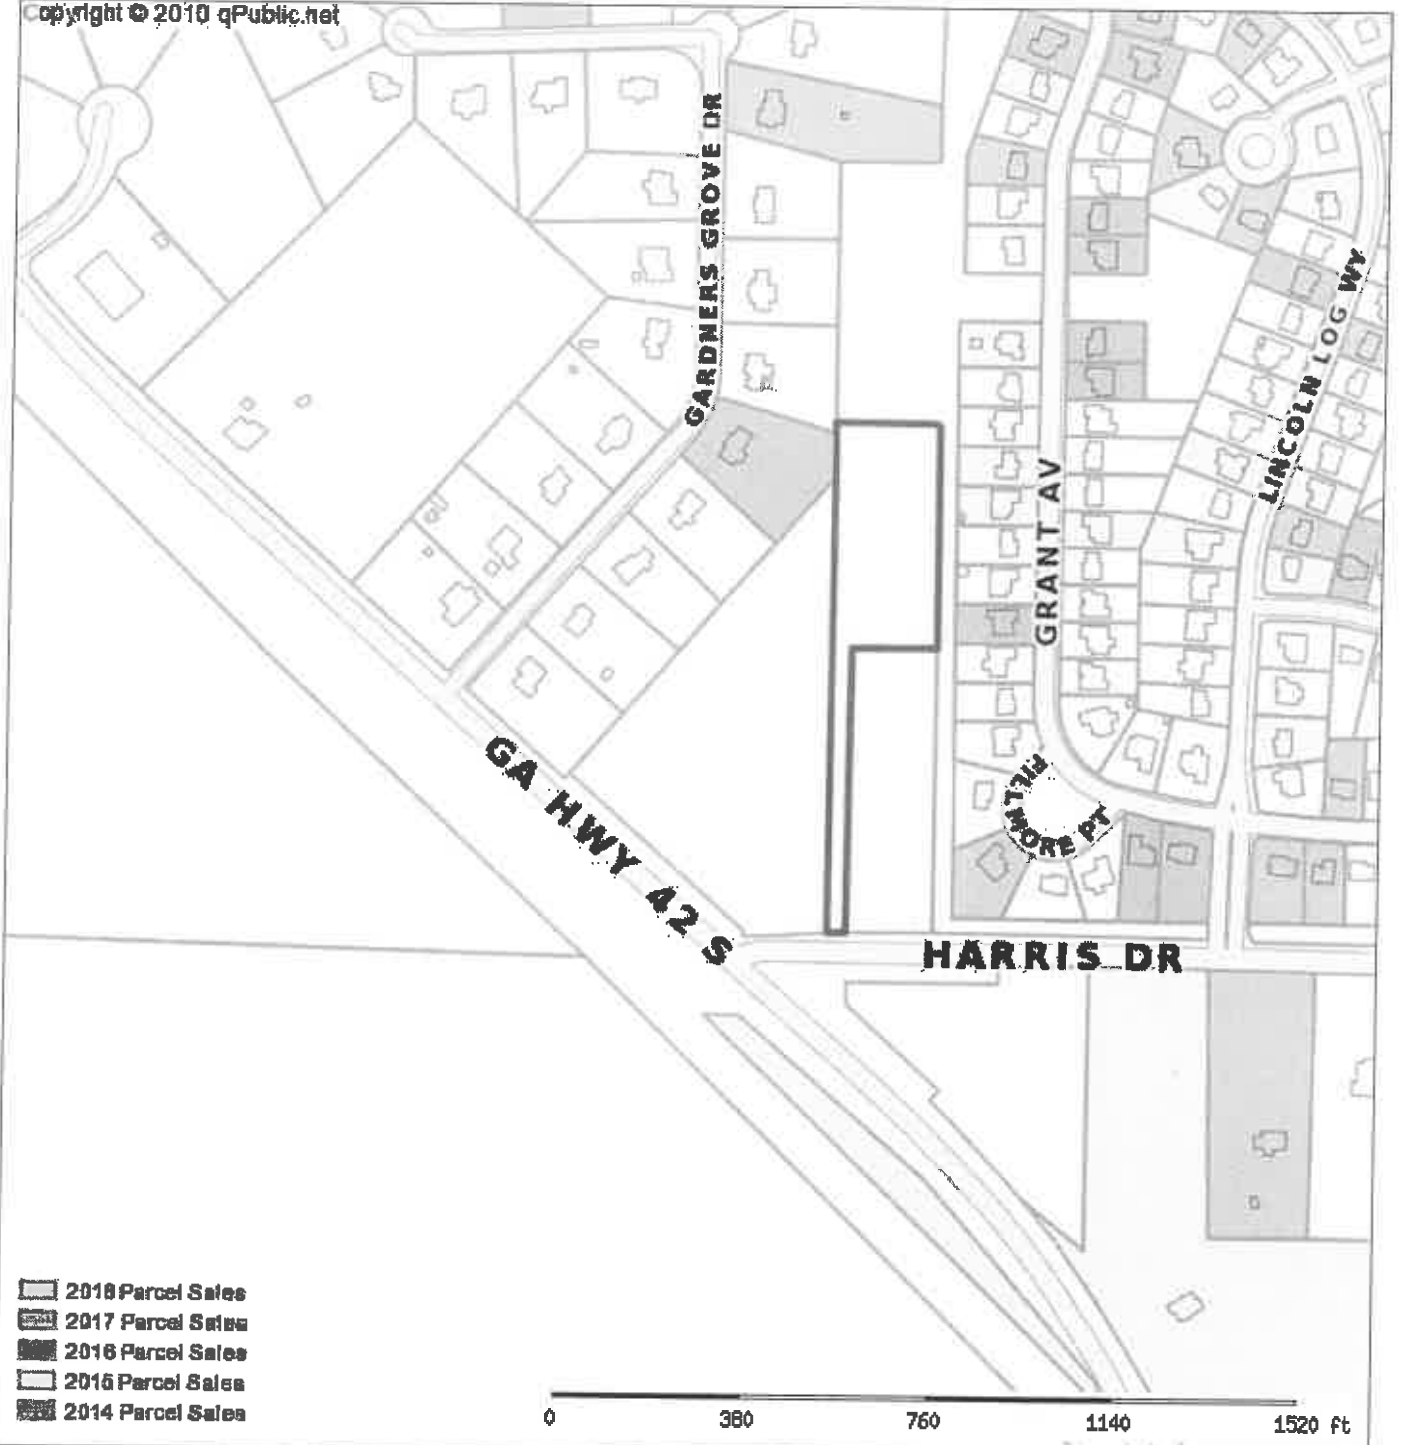 copyright © 2010 qPublic.net
GARDNERS GROVE DR
LINCOLN LOG WY
GRANT AV
FILLMORE PT
GA HWY 42 S
HARRIS DR
2018 Parcel Sales
2017 Parcel Sales
2016 Parcel Sales
2015 Parcel Sales
2014 Parcel Sales
0 380 760 1140 1520 ft